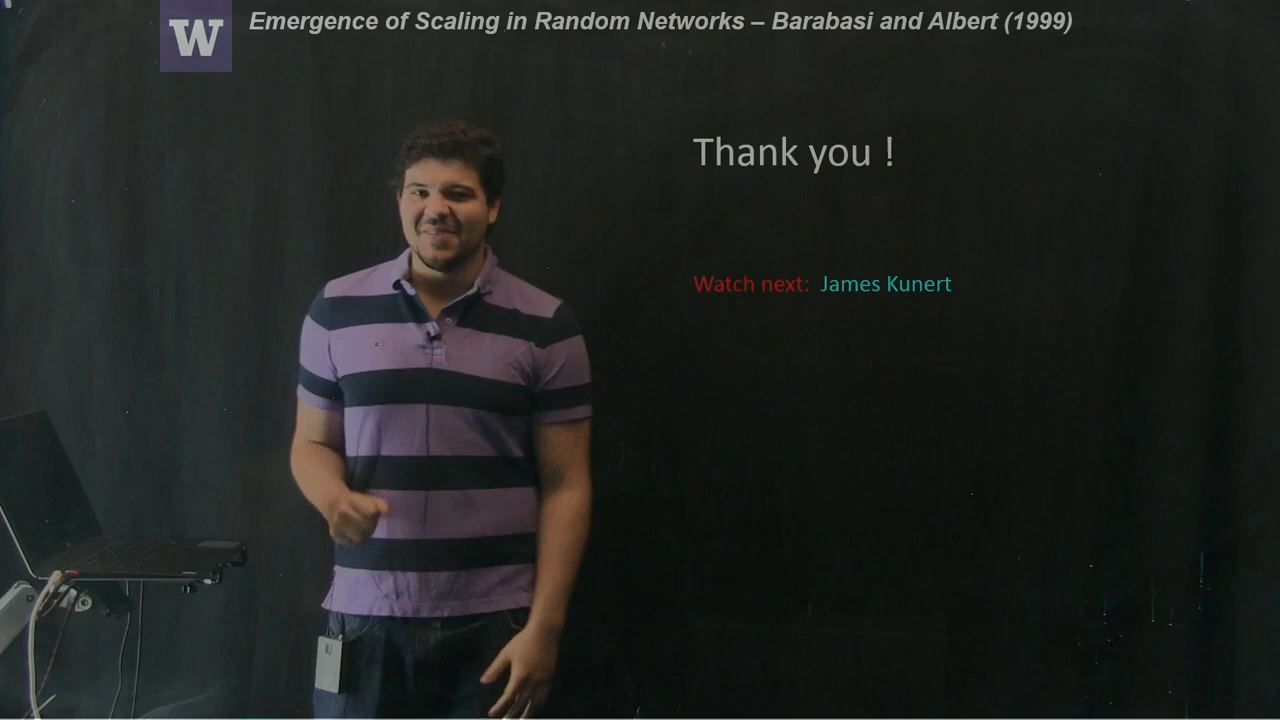 W
Emergence of Scaling in Random Networks – Barabasi and Albert (1999)
Thank you !
Watch next: James Kunert